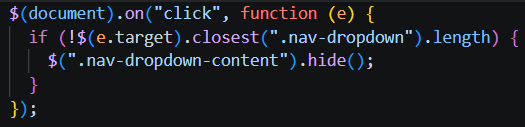 $(document).on("click", function (e) {
  if (!$(e.target).closest(".nav-dropdown").length) {
    $(".nav-dropdown-content").hide();
  }
});